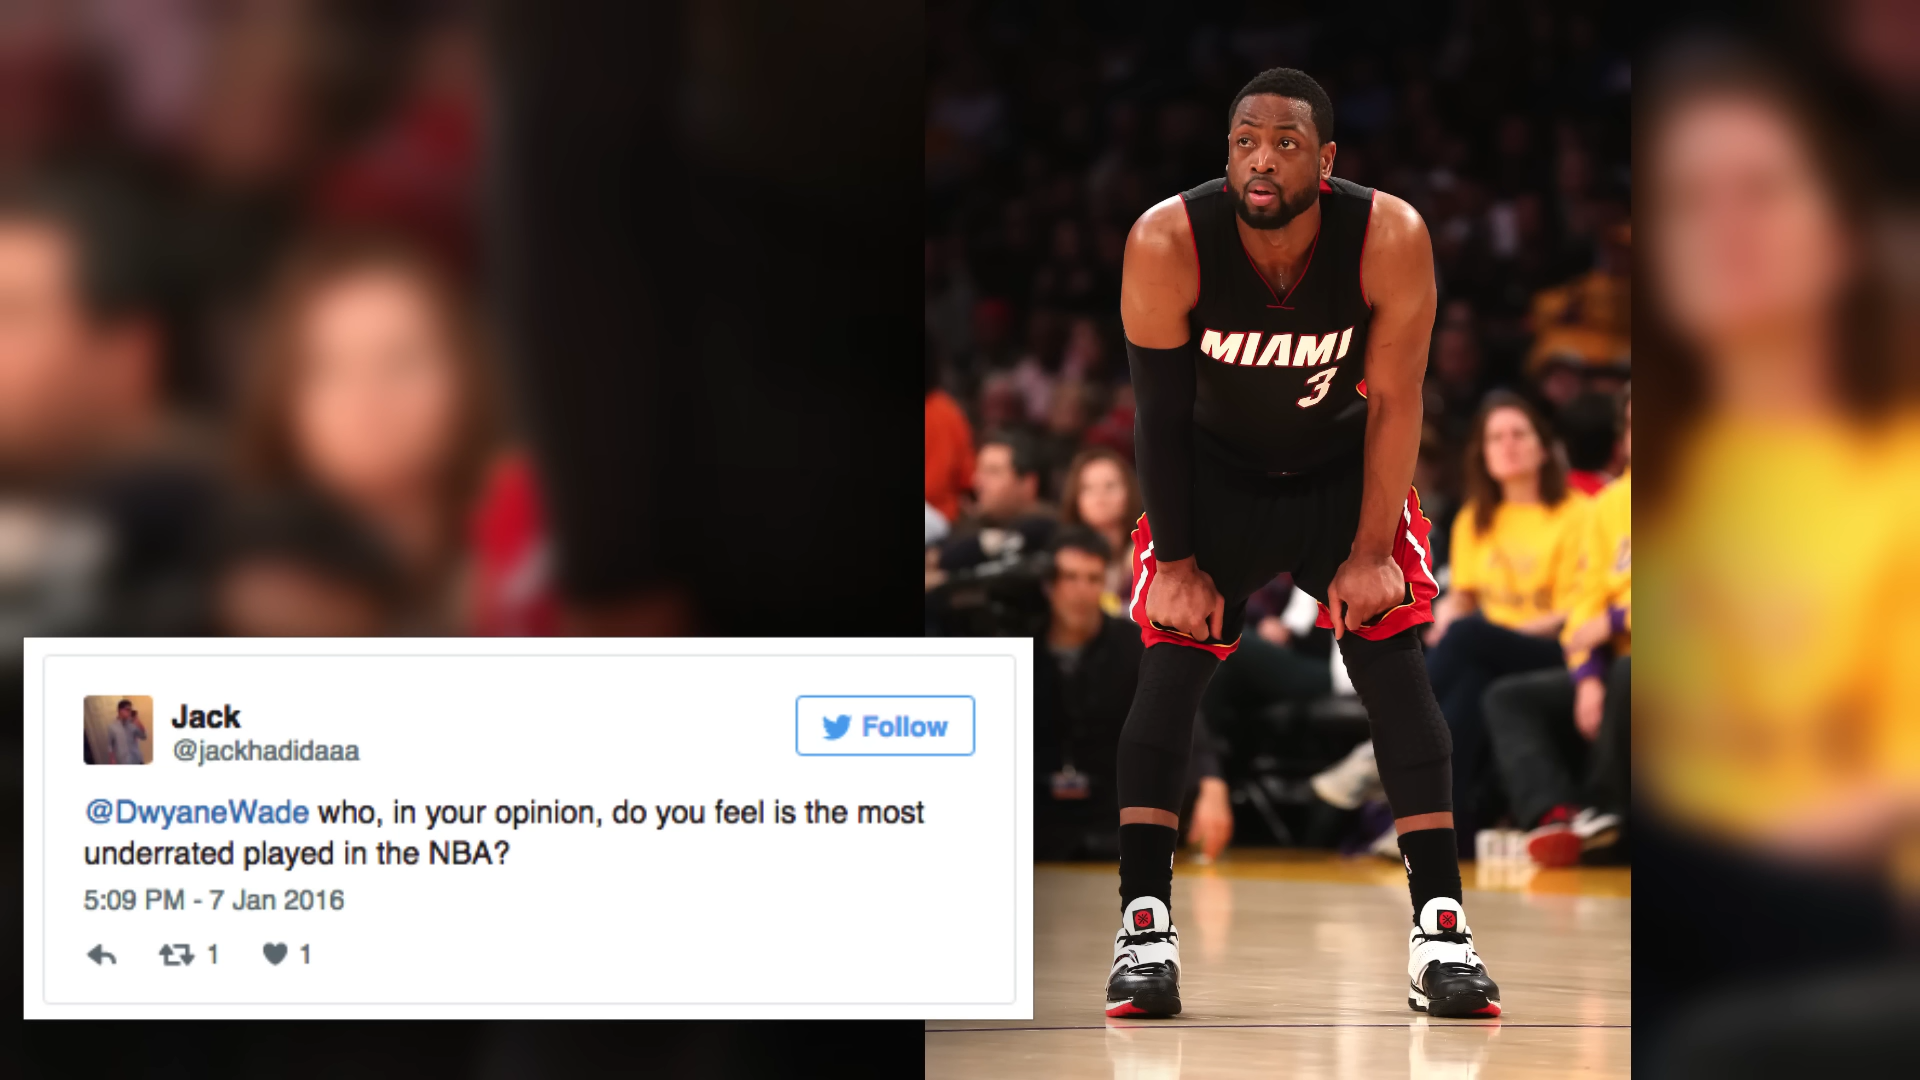 MIAMI
3
Jack
@jackhadidaaa
Follow
@DwyaneWade who, in your opinion, do you feel is the most
underrated played in the NBA?
5:09 PM - 7 Jan 2016
1 1